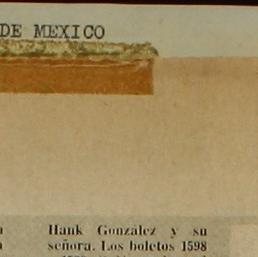 DE MEXICO
Hank González y su
señora. Los boletos 1598